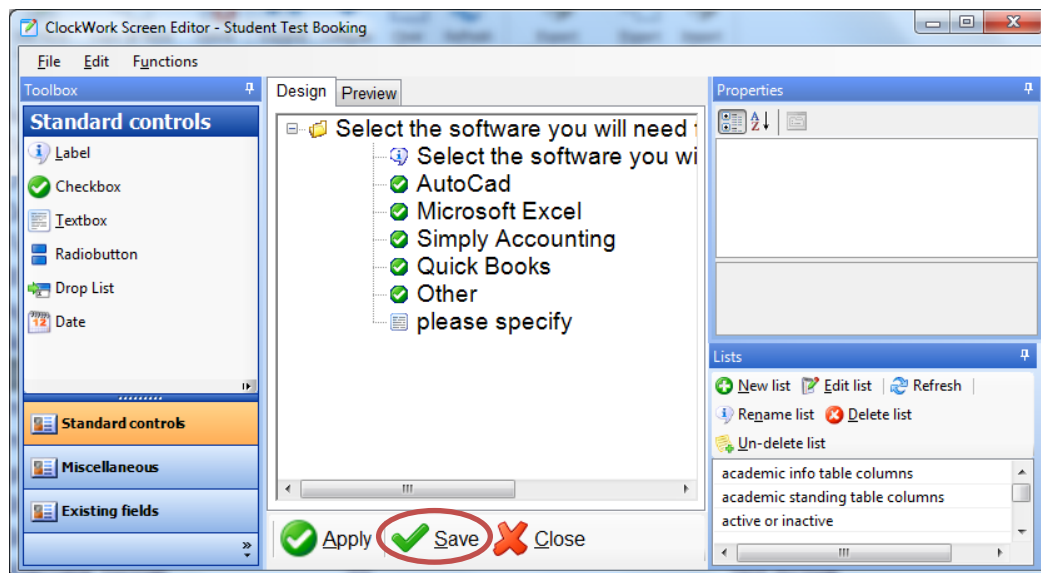 ClockWork Screen Editor - Student Test Booking
File Edit Functions
Toolbox
Standard controls
Label
Checkbox
Textbox
Radiobutton
Drop List
12 Date
Standard controls
Miscellaneous
Existing fields
Design Preview
Select the software you will need
Select the software you wi
AutoCad
Microsoft Excel
Simply Accounting
Quick Books
Other
please specify
Apply Save Close
Properties
Lists
New list Edit list Refresh
Rename list Delete list
Un-delete list
academic info table columns
academic standing table columns
active or inactive